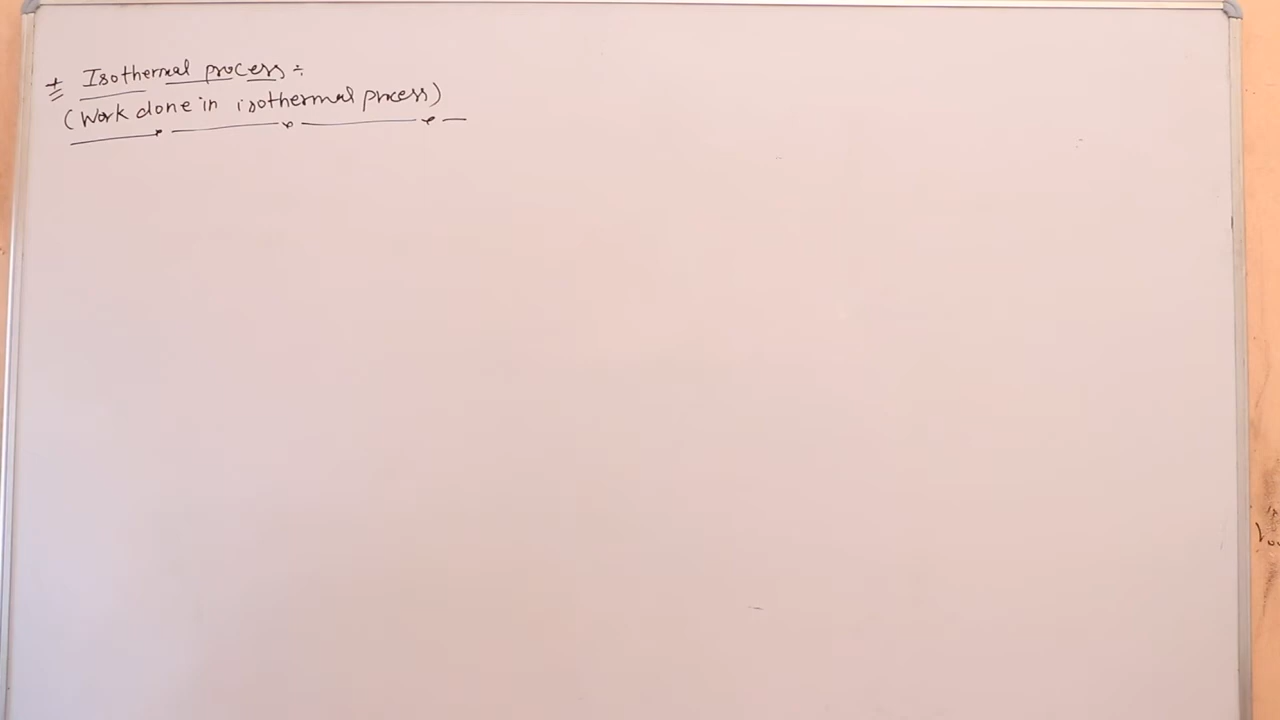 * Isothermal process ÷
(Work done in isothermal process)